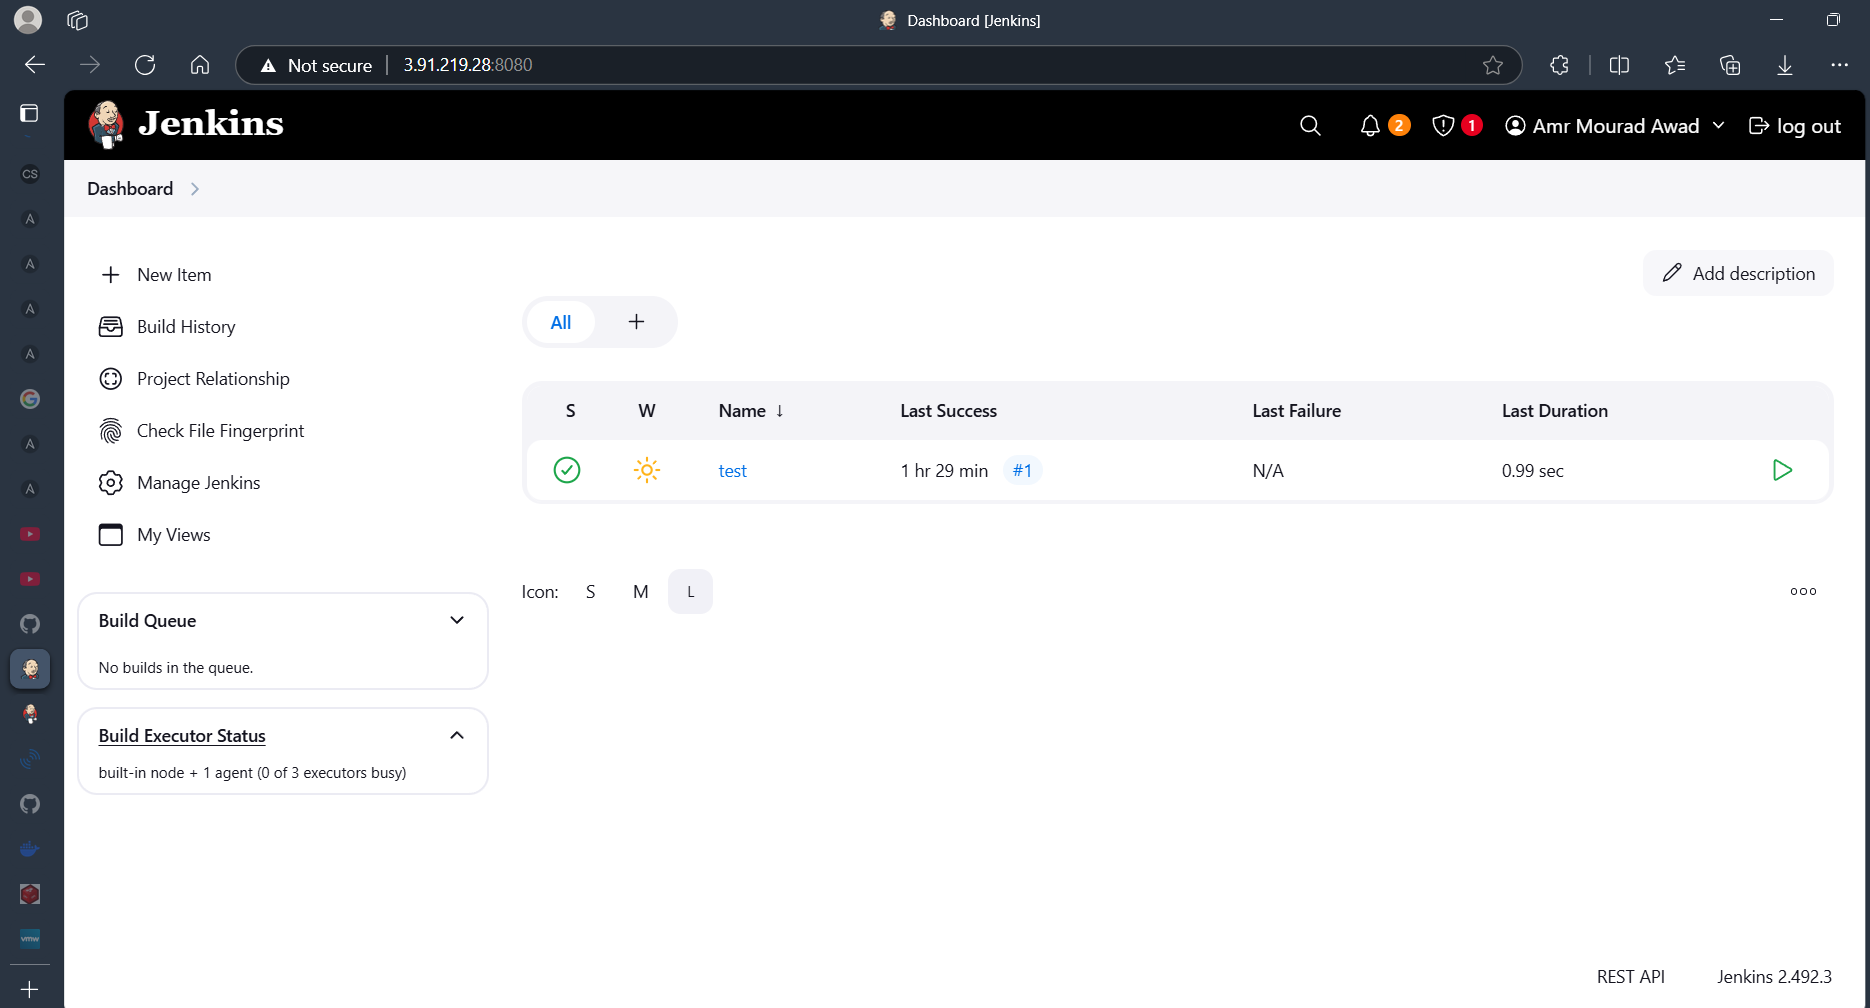 Dashboard [Jenkins]
Not secure 3.91.219.28:8080
Jenkins 2 1 Amr Mourad Awad log out
Dashboard
New Item
Build History
Project Relationship
Check File Fingerprint
Manage Jenkins
My Views
Build Queue
No builds in the queue.
Build Executor Status
built-in node + 1 agent (0 of 3 executors busy)
Add description
All
S W Name ↓ Last Success Last Failure Last Duration
test 1 hr 29 min #1 N/A 0.99 sec
Icon: S M L
REST API Jenkins 2.492.3
CS
A
A
A
A
G
A
A
vmw